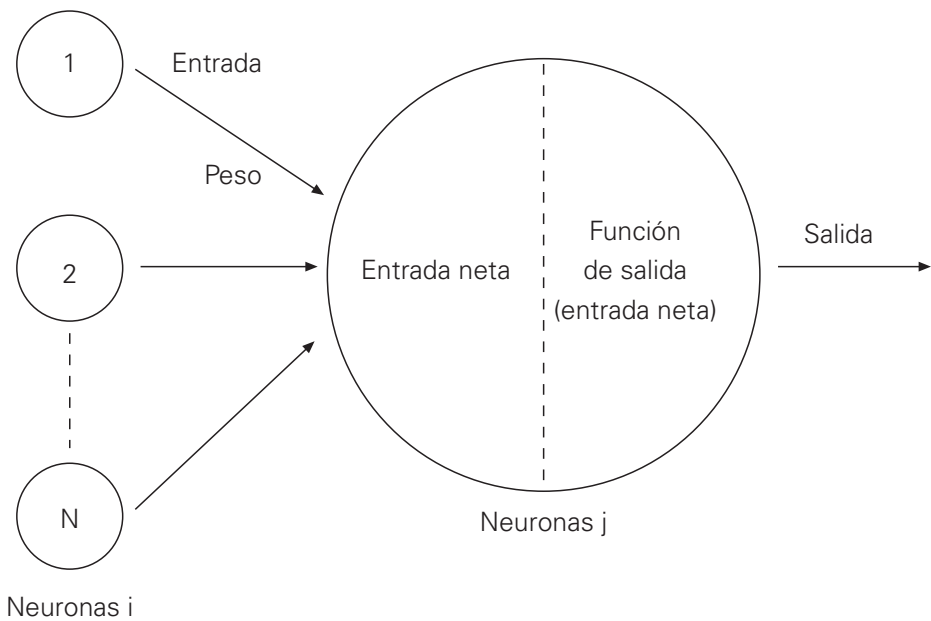 1
Entrada
Peso
2
Entrada neta
Función
de salida
(entrada neta)
Salida
N
Neuronas j
Neuronas i